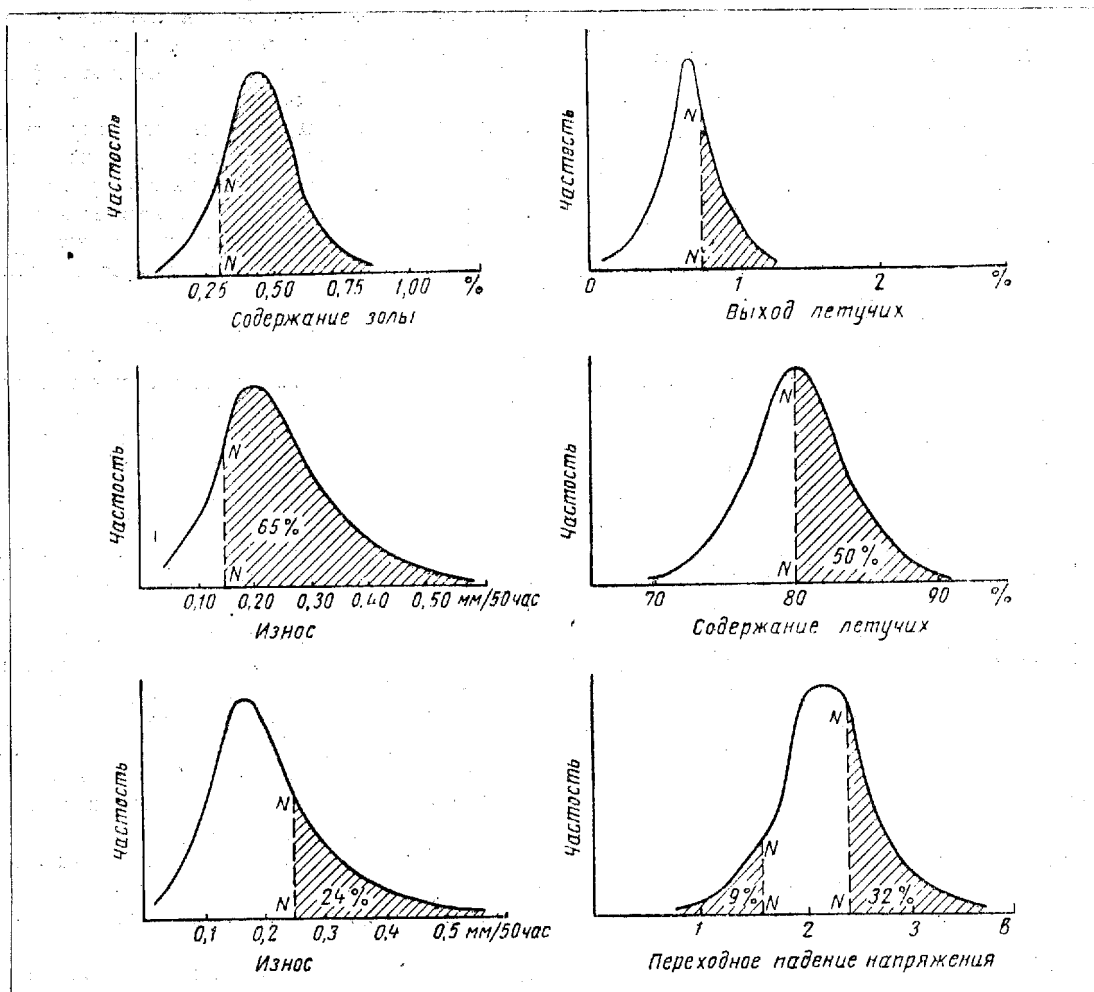 Частость
N
N
0,25 0,50 0,75 1,00 %
Содержание золы
Частость
N
N
0 1 2 %
Выход летучих
Частость
N
65%
N
0,10 0,20 0,30 0,40 0,50 мм/50час
Износ
Частость
N
N 50%
70 80 90 %
Содержание летучих
Частость
N
N 24%
0,1 0,2 0,3 0,4 0,5 мм/50час
Износ
Частость
N
N
9% N N 32%
1 2 3 в
Переходное падение напряжения